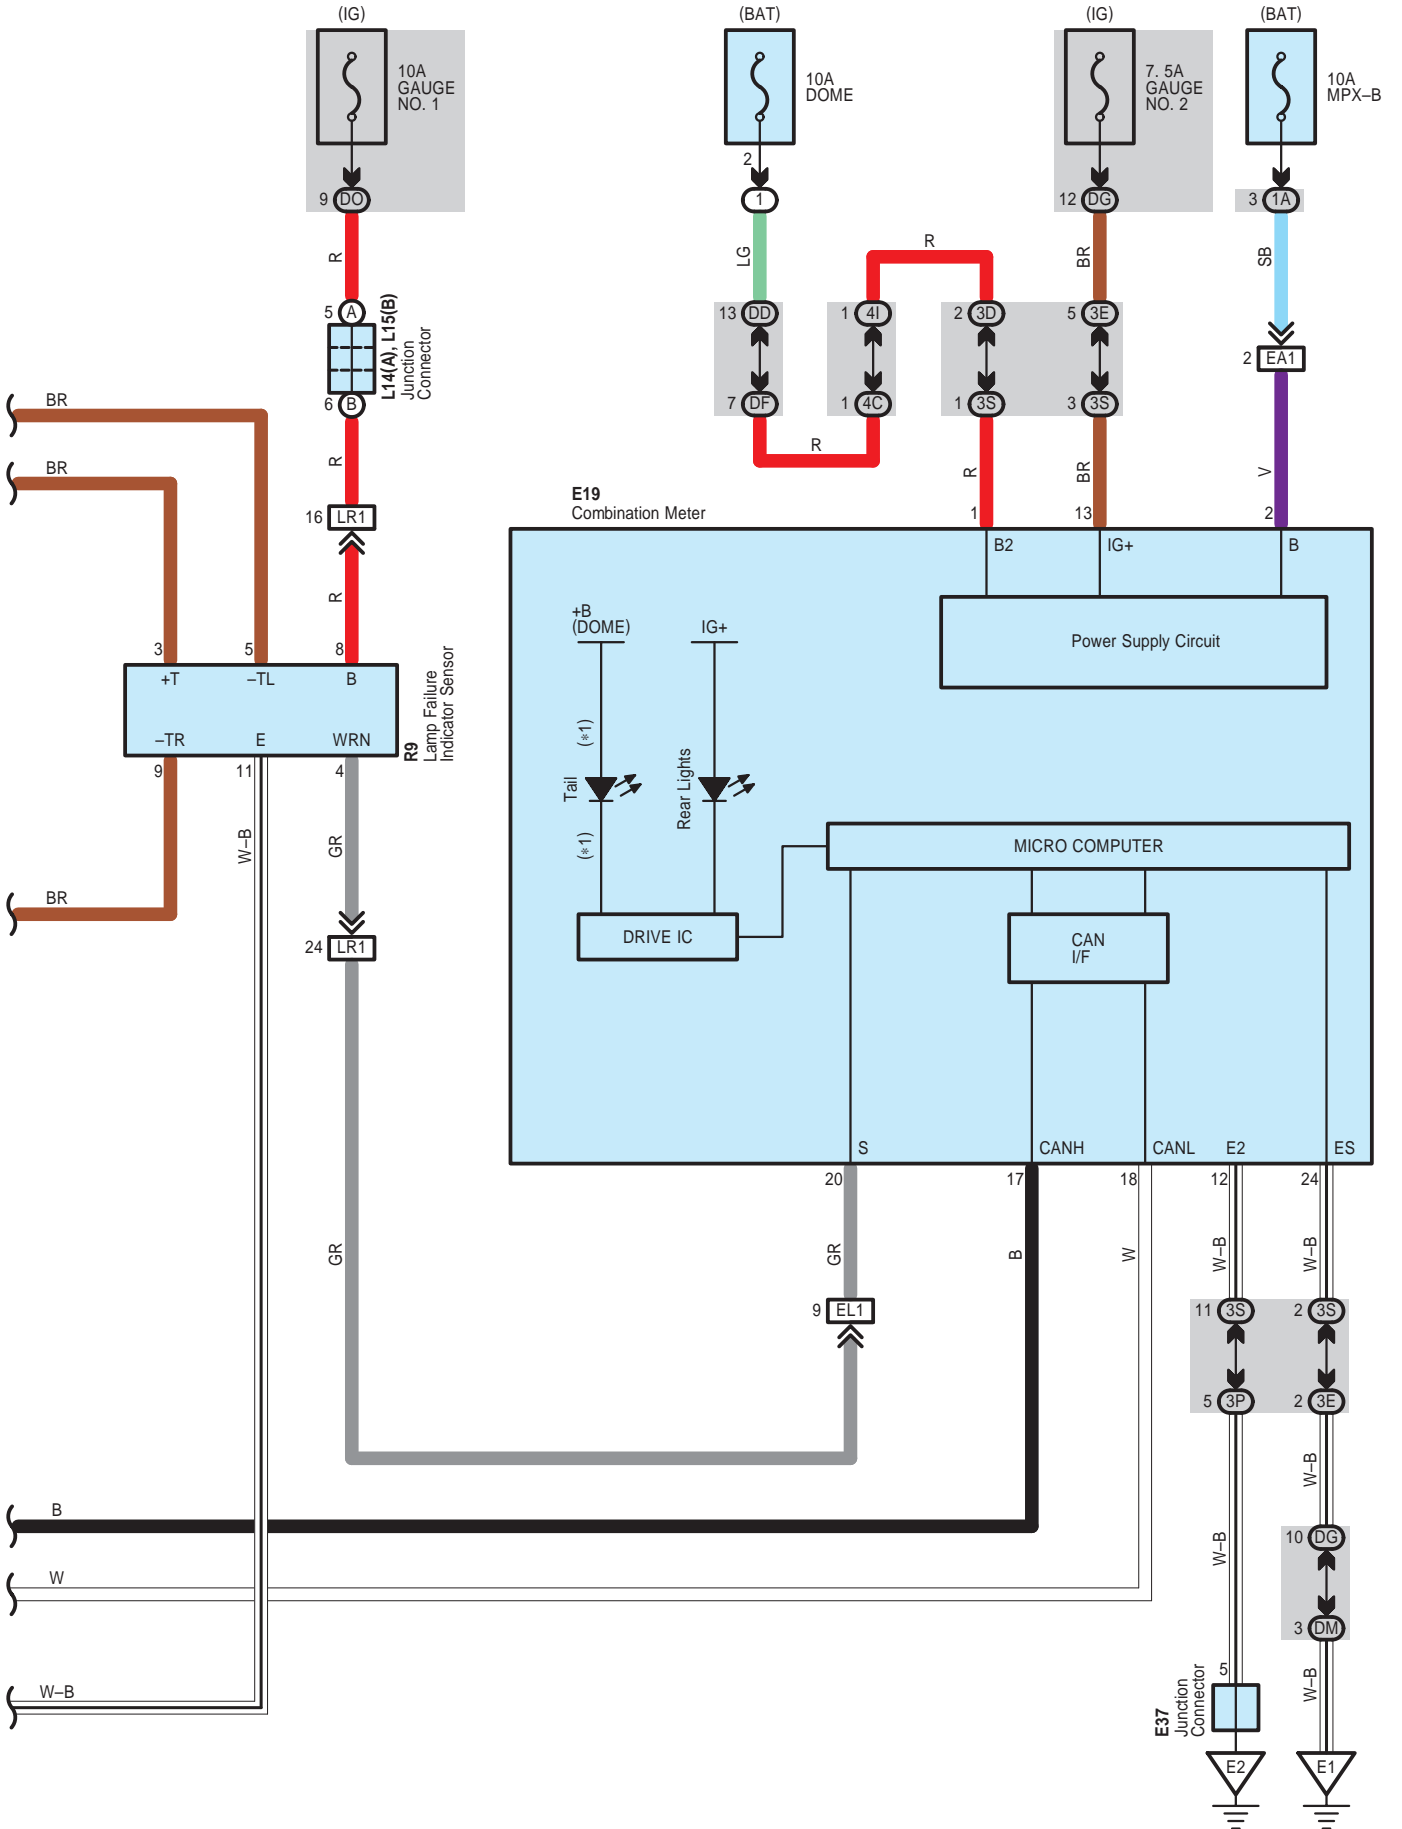 (IG)
(BAT)
(IG)
(BAT)
10A
GAUGE
NO. 1
10A
DOME
7. 5A
GAUGE
NO. 2
10A
MPX–B
2
9 DO
1
12 DG
3 1A
R
LG
R
BR
SB
5 A
13 DD
1 4I
2 3D
5 3E
L14(A), L15(B)
Junction
Connector
2 EA1
6 B
7 DF
1 4C
1 3S
3 3S
BR
R
BR
R
R
BR
V
16 LR1
E19
Combination Meter
1
13
2
B2
IG+
B
R
+B
(DOME)
IG+
Power Supply Circuit
3
5
8
+T
–TL
B
–TR
E
WRN
R9
Lamp Failure
Indicator Sensor
9
11
4
(*1)
Tail
Rear Lights
(*1)
W–B
GR
MICRO COMPUTER
BR
DRIVE IC
CAN
I/F
24 LR1
S
CANH
CANL
E2
ES
20
17
18
12
24
GR
GR
B
W
W–B
W–B
9 EL1
11 3S
2 3S
5 3P
2 3E
W–B
B
W–B
10 DG
W
3 DM
W–B
5
W–B
E37
Junction
Connector
E2
E1